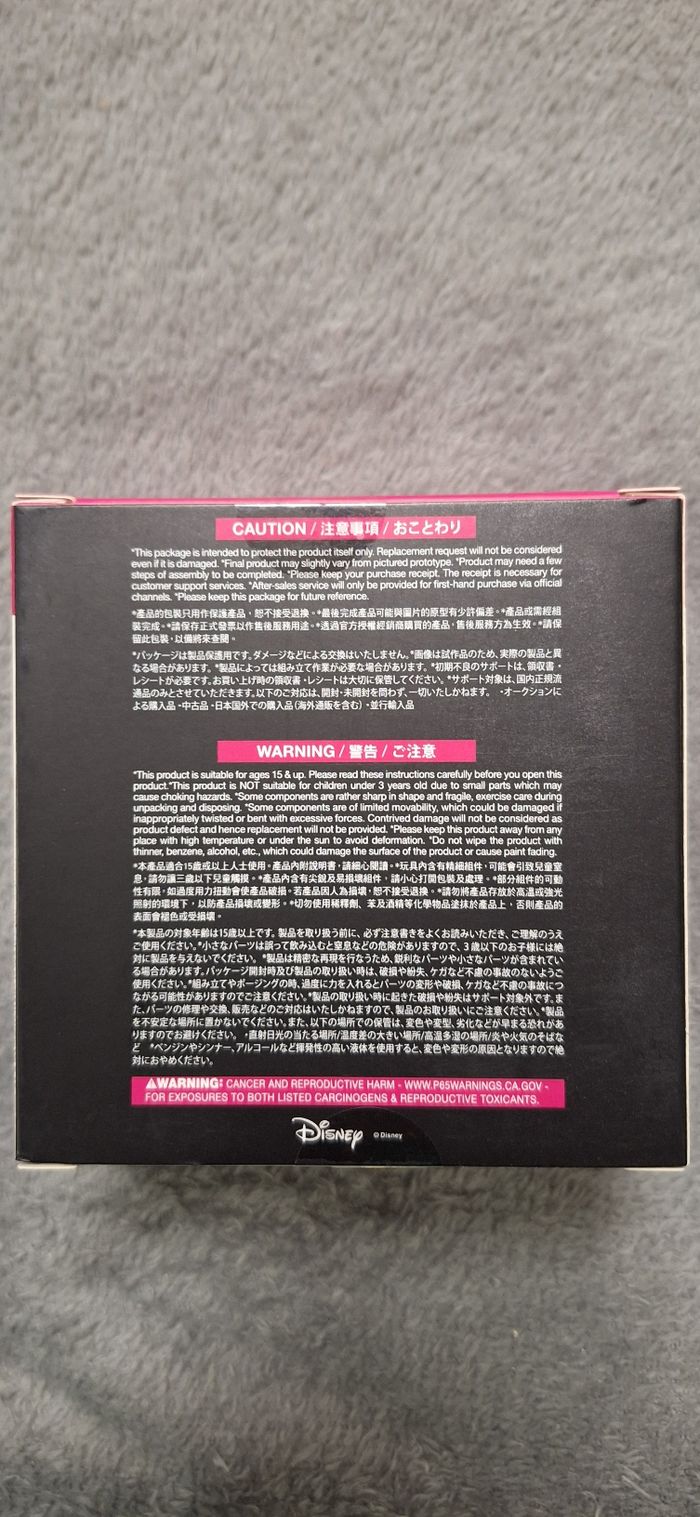 CAUTION / 注意事項 / おことわり
*This package is intended to protect the product itself only. Replacement request will not be considered
even if it is damaged. *Final product may slightly vary from pictured prototype. *Product may need a few
steps of assembly to be completed. *Please keep your purchase receipt. The receipt is necessary for
customer support services. *After-sales service will only be provided for first-hand purchase via official
channels. *Please keep this package for future reference.
*產品的包裝只用作保護產品，恕不接受退換。*最後完成產品可能與圖片的原型有少許偏差。*產品或需經組
裝完成。*請保存正式發票以作售後服務用途。*透過官方授權經銷商購買的產品，售後服務方為生效。*請保
留此包裝，以備將來查閱。
*パッケージは製品保護用です。ダメージなどによる交換はいたしません。*画像は試作品のため、実際の製品と異
なる場合があります。*製品によっては組み立て作業が必要な場合があります。*初期不良のサポートは、領収書・
レシートが必要です。お買い上げ時の領収書・レシートは大切に保管してください。*サポート対象は、国内正規流
通品のみとさせていただきます。以下のご対応は、開封・未開封を問わず、一切いたしかねます。 ・オークションに
よる購入品・中古品・日本国外での購入品（海外通販を含む）・並行輸入品
WARNING / 警告 / ご注意
*This product is suitable for ages 15 & up. Please read these instructions carefully before you open this
product.*This product is NOT suitable for children under 3 years old due to small parts which may
cause choking hazards. *Some components are rather sharp in shape and fragile, exercise care during
unpacking and disposing. *Some components are of limited movability, which could be damaged if
inappropriately twisted or bent with excessive forces. Contrived damage will not be considered as
product defect and hence replacement will not be provided. *Please keep this product away from any
place with high temperature or under the sun to avoid deformation. *Do not wipe the product with
thinner, benzene, alcohol, etc., which could damage the surface of the product or cause paint fading.
*本產品適合15歲或以上人士使用。產品內附說明書，請細心閱讀。*玩具內含有精細組件，可能會引致兒童窒
息，請勿讓三歲以下兒童觸摸。*產品內含有尖銳及易損壞組件，請小心打開包裝及處理。*部分組件的可動
性有限，如過度用力扭動會使產品破損。若產品因人為損壞，恕不接受退換。*請勿將產品存放於高溫或強光
照射的環境下，以防產品損壞或變形。*切勿使用稀釋劑、苯及酒精等化學物品塗抹於產品上，否則產品的
表面會褪色或受損壞。
*本製品の対象年齢は15歳以上です。製品を取り扱う前に、必ず注意書きをよくお読みいただき、ご理解のうえ
ご使用ください。*小さなパーツは誤って飲み込むと窒息などの危険がありますので、3歳以下のお子様には絶
対に製品を与えないでください。*製品は精密な再現を行なうため、鋭利なパーツや小さなパーツが含まれてい
る場合があります。パッケージ開封時及び製品の取り扱い時は、破損や紛失、ケガなど不慮の事故のないようご
使用ください。*組み立てやポージングの時、過度に力を入れるとパーツの変形や破損、ケガなど不慮の事故につ
ながる可能性がありますのでご注意ください。*製品の取り扱い時に起きた破損や紛失はサポート対象外です。ま
た、パーツの修理や交換、販売などのご対応はいたしかねますので、製品のお取り扱いにご注意ください。*製品
を不安定な場所に置かないでください。また、以下の場所での保管は、変色や変型、劣化などが早まる恐れがあ
りますのでお避けください。 ・直射日光の当たる場所/温度差の大きい場所/高温多湿の場所/炎や火気のそばな
ど *ベンジンやシンナー、アルコールなど揮発性の高い液体を使用すると、変色や変形の原因となりますので絶
対におやめください。
⚠WARNING: CANCER AND REPRODUCTIVE HARM - WWW.P65WARNINGS.CA.GOV -
FOR EXPOSURES TO BOTH LISTED CARCINOGENS & REPRODUCTIVE TOXICANTS.
Disney © Disney